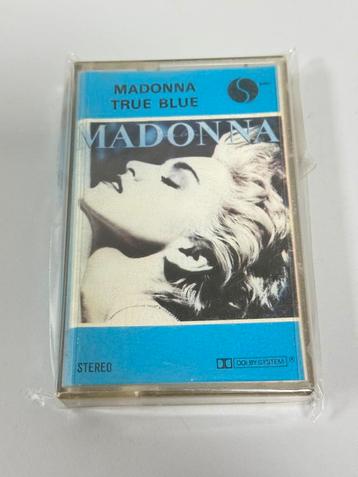 MADONNA
TRUE BLUE
MADONNA
STEREO
DOLBY SYSTEM ®